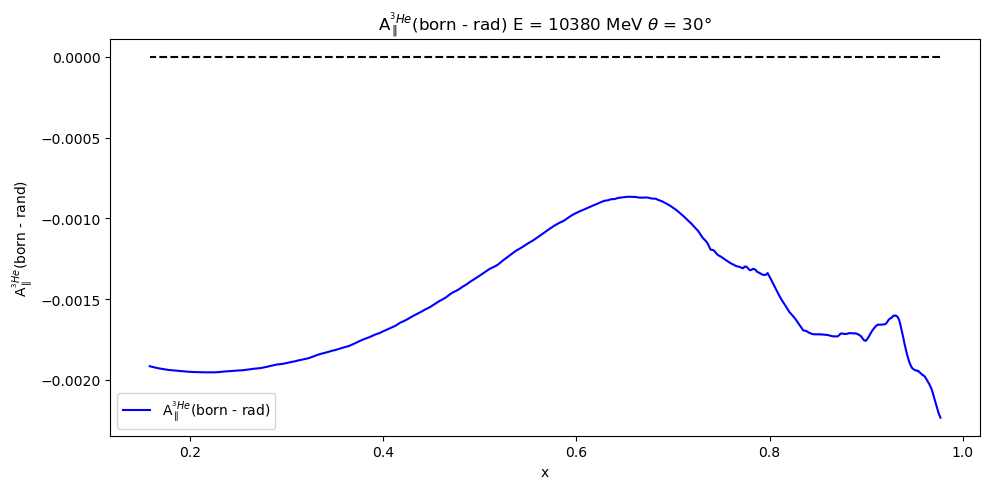 A∥³He(born - rad) E = 10380 MeV θ = 30°
A∥³He(born - rand)
0.0000
−0.0005
−0.0010
−0.0015
−0.0020
A∥³He(born - rad)
0.2 0.4 0.6 0.8 1.0
x